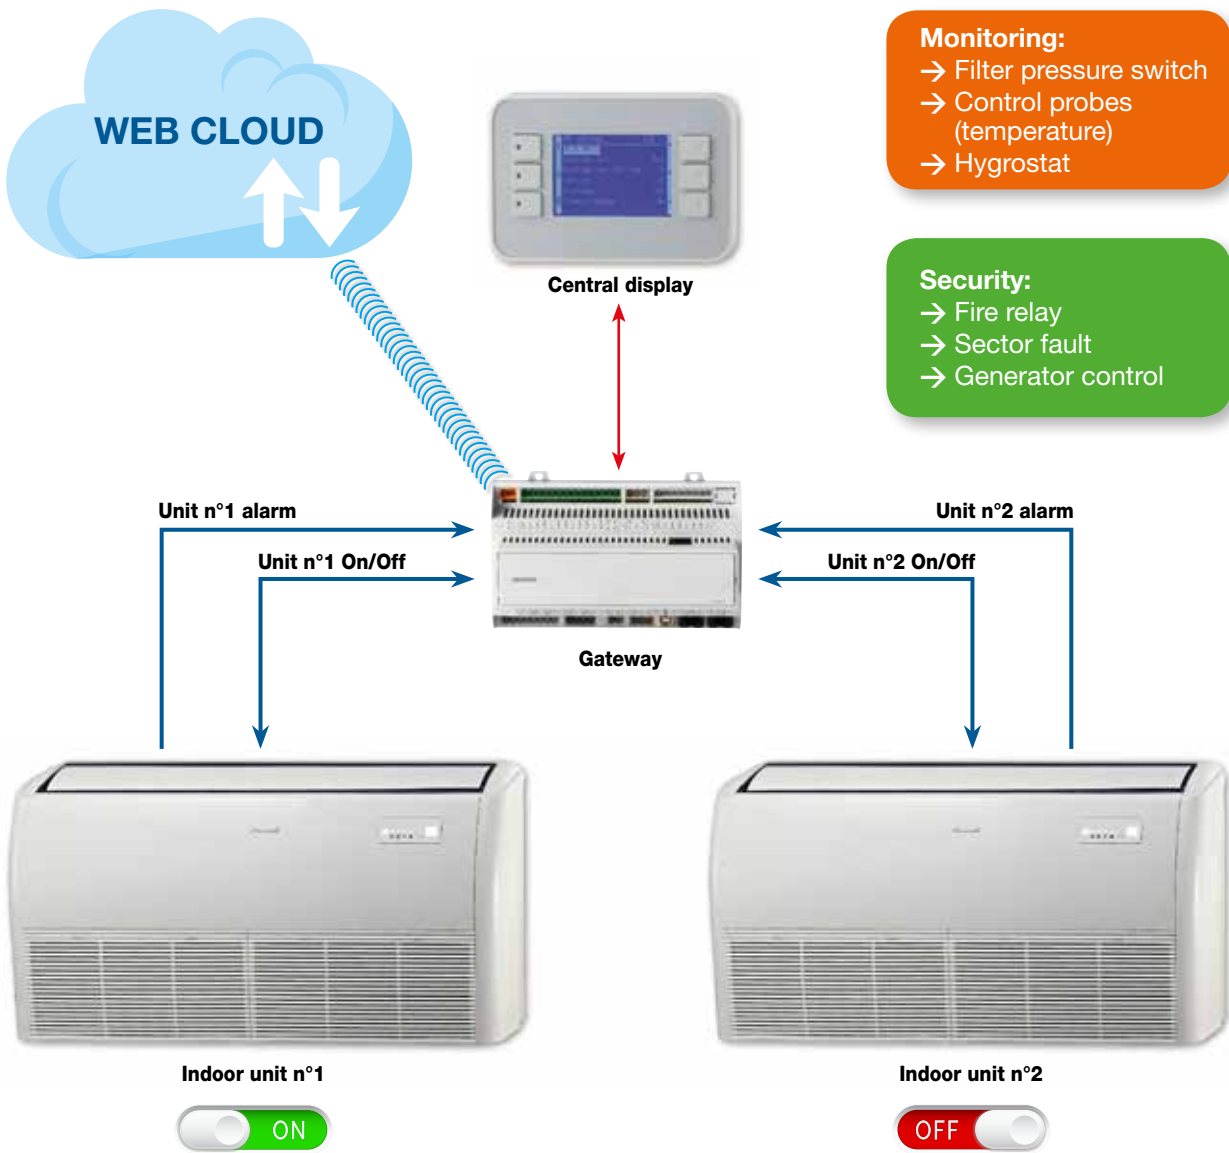 WEB CLOUD
Monitoring:
→ Filter pressure switch
→ Control probes
(temperature)
→ Hygrostat
Central display
Security:
→ Fire relay
→ Sector fault
→ Generator control
Unit n°1 alarm
Unit n°2 alarm
Unit n°1 On/Off
Unit n°2 On/Off
Gateway
Indoor unit n°1
Indoor unit n°2
ON
OFF